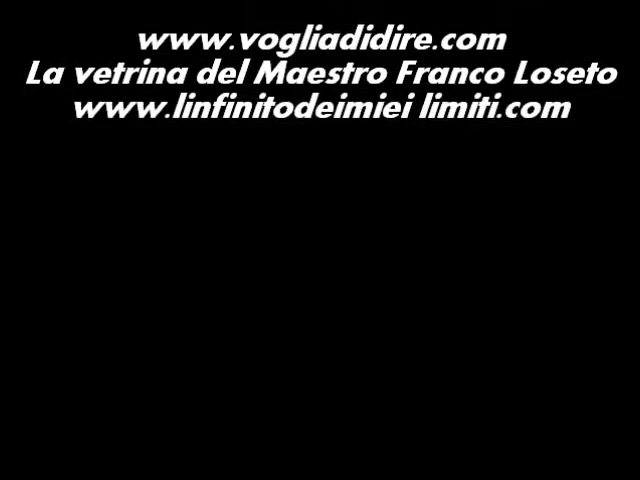 www.vogliadidire.com
La vetrina del Maestro Franco Loseto
www.linfinitodeimiei limiti.com